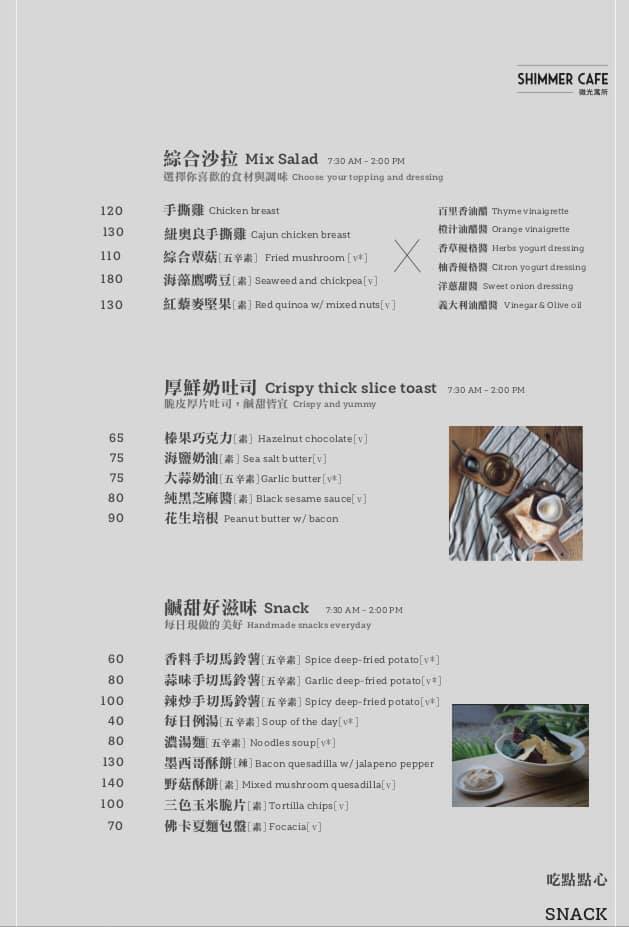 SHIMMER CAFE
微光寓所
綜合沙拉 Mix Salad 7:30 AM – 2:00 PM
選擇你喜歡的食材與調味 Choose your topping and dressing
120 手撕雞 Chicken breast
130 紐奧良手撕雞 Cajun chicken breast
110 綜合蕈菇[五辛素] Fried mushroom [v*]
180 海藻鷹嘴豆[素] Seaweed and chickpea[v]
130 紅藜麥堅果[素] Red quinoa w/ mixed nuts[v]
百里香油醋 Thyme vinaigrette
橙汁油醋醬 Orange vinaigrette
香草優格醬 Herbs yogurt dressing
柚香優格醬 Citron yogurt dressing
洋蔥甜醬 Sweet onion dressing
義大利油醋醬 Vinegar & Olive oil
厚鮮奶吐司 Crispy thick slice toast 7:30 AM – 2:00 PM
脆皮厚片吐司，鹹甜皆宜 Crispy and yummy
65 榛果巧克力[素] Hazelnut chocolate[v]
75 海鹽奶油[素] Sea salt butter[v]
75 大蒜奶油[五辛素]Garlic butter[v*]
80 純黑芝麻醬[素] Black sesame sauce[v]
90 花生培根 Peanut butter w/ bacon
鹹甜好滋味 Snack 7:30 AM – 2:00 PM
每日現做的美好 Handmade snacks everyday
60 香料手切馬鈴薯[五辛素] Spice deep-fried potato[v*]
80 蒜味手切馬鈴薯[五辛素] Garlic deep-fried potato[v*]
100 辣炒手切馬鈴薯[五辛素] Spicy deep-fried potato[v*]
40 每日例湯[五辛素] Soup of the day[v*]
80 濃湯麵[五辛素] Noodles soup[v*]
130 墨西哥酥餅[辣] Bacon quesadilla w/ jalapeno pepper
140 野菇酥餅[素] Mixed mushroom quesadilla[v]
100 三色玉米脆片[素] Tortilla chips[v]
70 佛卡夏麵包盤[素] Focacia[v]
吃點點心
SNACK